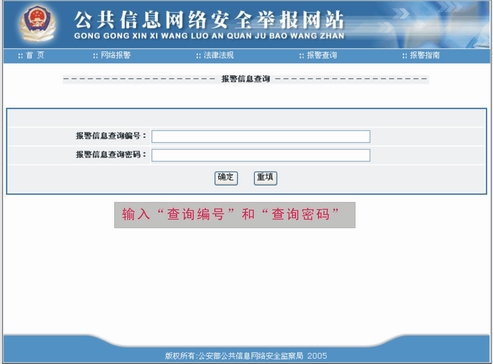 公共信息网络安全举报网站
GONG GONG XIN XI WANG LUO AN QUAN JU BAO WANG ZHAN
:: 首 页 :: 网络报警 :: 法律法规 :: 报警查询 :: 报警指南
报警信息查询
报警信息查询编号：
报警信息查询密码：
确定 重填
输入“查询编号”和“查询密码”
版权所有:公安部公共信息网络安全监察局 2005